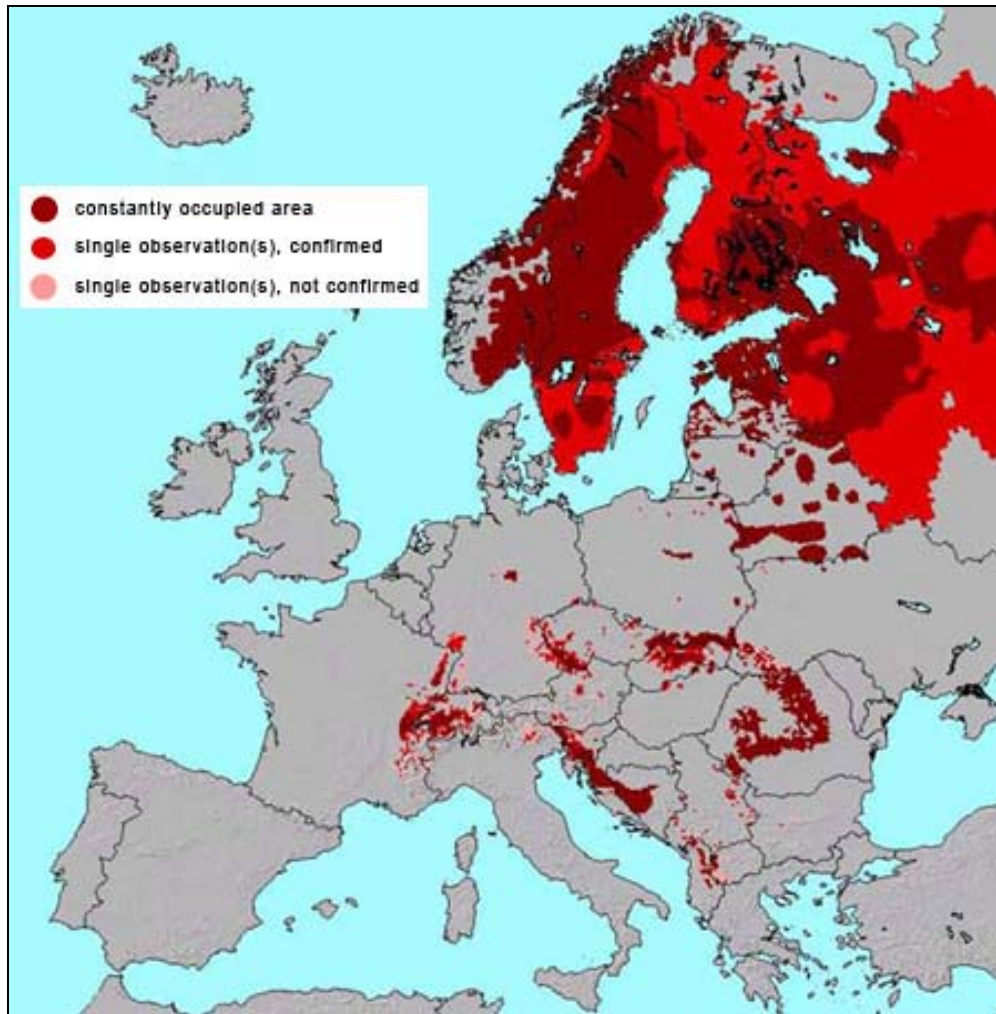 constantly occupied area
single observation(s), confirmed
single observation(s), not confirmed